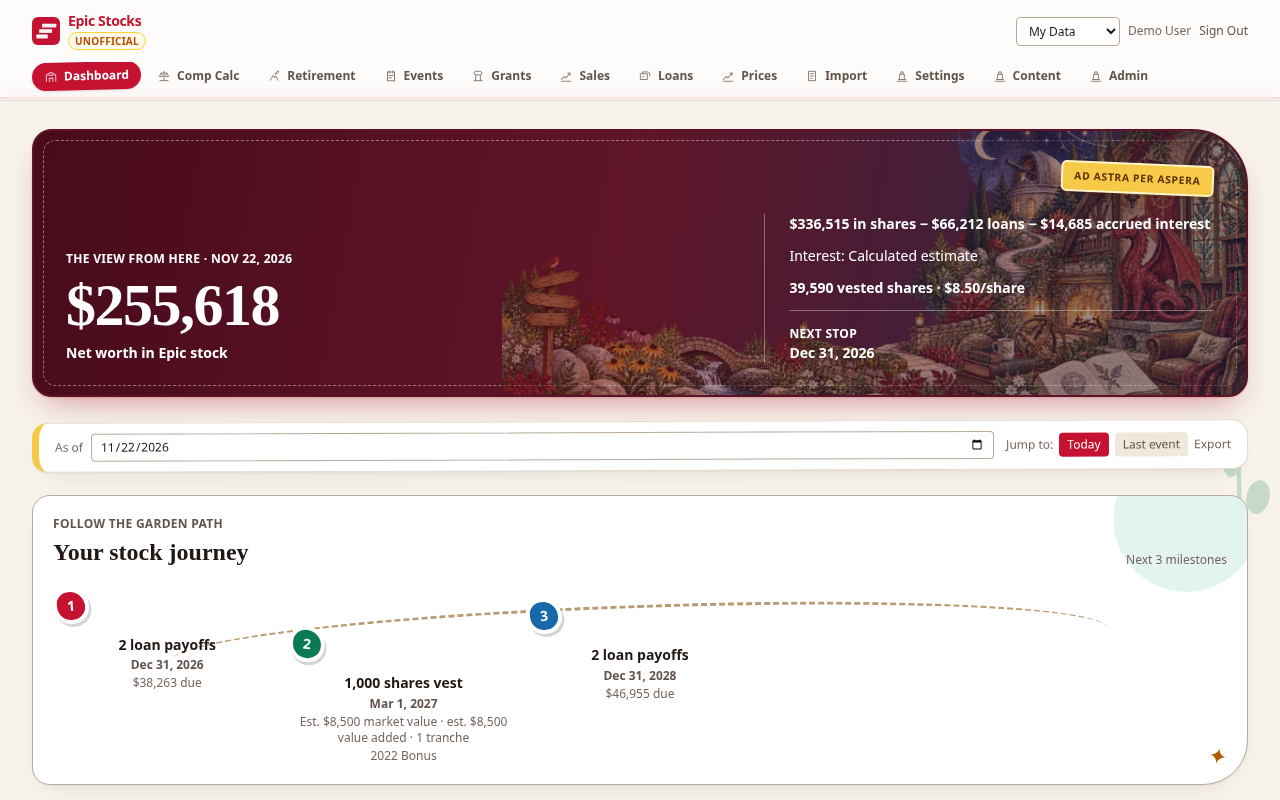 Epic Stocks
UNOFFICIAL
My Data
Demo User
Sign Out
Dashboard
Comp Calc
Retirement
Events
Grants
Sales
Loans
Prices
Import
Settings
Content
Admin
AD ASTRA PER ASPERA
THE VIEW FROM HERE · NOV 22, 2026
$255,618
Net worth in Epic stock
$336,515 in shares − $66,212 loans − $14,685 accrued interest
Interest: Calculated estimate
39,590 vested shares · $8.50/share
NEXT STOP
Dec 31, 2026
As of
11/22/2026
Jump to:
Today
Last event
Export
FOLLOW THE GARDEN PATH
Your stock journey
Next 3 milestones
1
2 loan payoffs
Dec 31, 2026
$38,263 due
2
1,000 shares vest
Mar 1, 2027
Est. $8,500 market value · est. $8,500
value added · 1 tranche
2022 Bonus
3
2 loan payoffs
Dec 31, 2028
$46,955 due